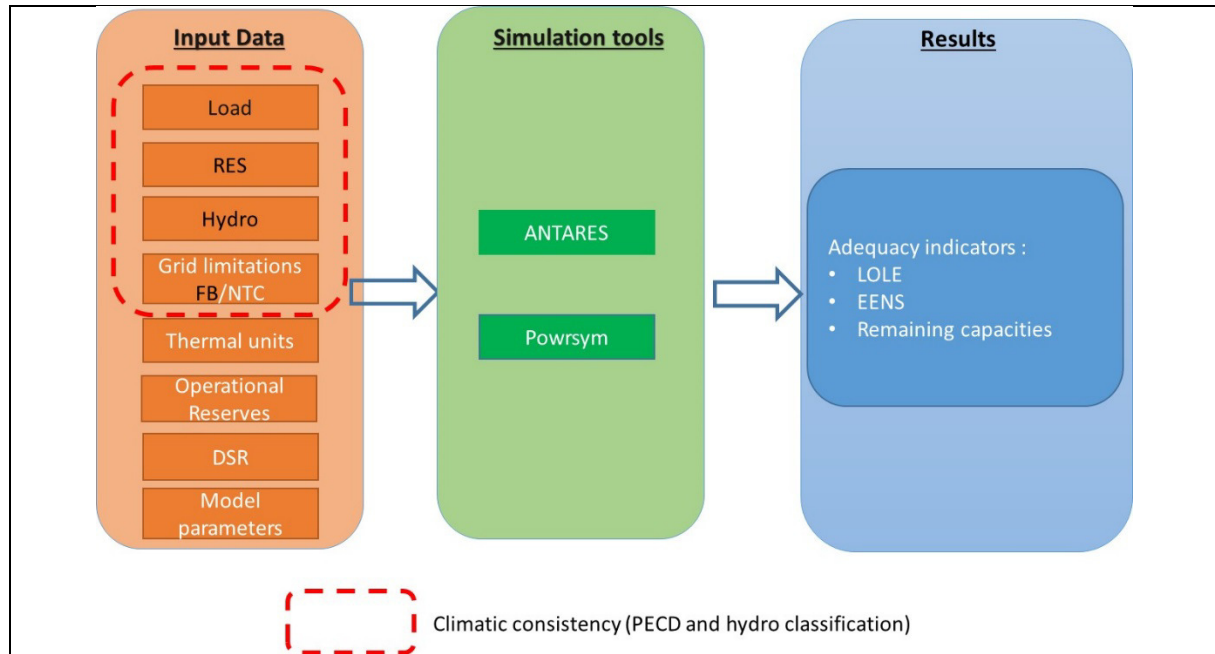 Input Data
Load
RES
Hydro
Grid limitations
FB/NTC
Thermal units
Operational
Reserves
DSR
Model
parameters
Simulation tools
ANTARES
Powrsym
Results
Adequacy indicators :
• LOLE
• EENS
• Remaining capacities
Climatic consistency (PECD and hydro classification)